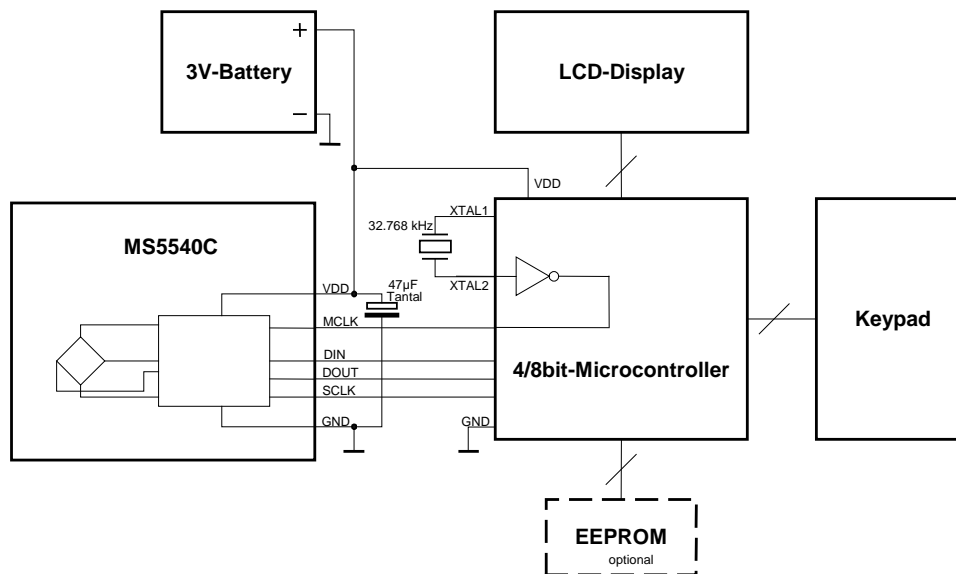 +
3V-Battery
−
LCD-Display
VDD
MS5540C
32.768 kHz
XTAL1
XTAL2
VDD
47µF
Tantal
MCLK
DIN
DOUT
SCLK
GND
GND
4/8bit-Microcontroller
Keypad
EEPROM
optional